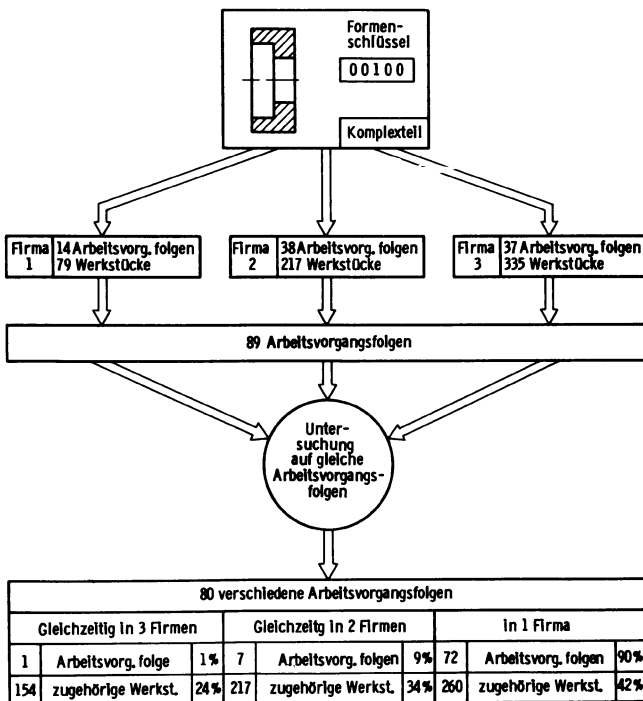 Formen-
schlüssel
00100
Komplexteil
Firma 1
14 Arbeitsvorg. folgen
79 Werkstücke
Firma 2
38 Arbeitsvorg. folgen
217 Werkstücke
Firma 3
37 Arbeitsvorg. folgen
335 Werkstücke
89 Arbeitsvorgangsfolgen
Unter-
suchung
auf gleiche
Arbeitsvorgangs-
folgen
80 verschiedene Arbeitsvorgangsfolgen
Gleichzeitig in 3 Firmen Gleichzeitg in 2 Firmen in 1 Firma
1 Arbeitsvorg. folge 1% 7 Arbeitsvorg. folgen 9% 72 Arbeitsvorg. folgen 90%
154 zugehörige Werkst. 24% 217 zugehörige Werkst. 34% 260 zugehörige Werkst. 42%